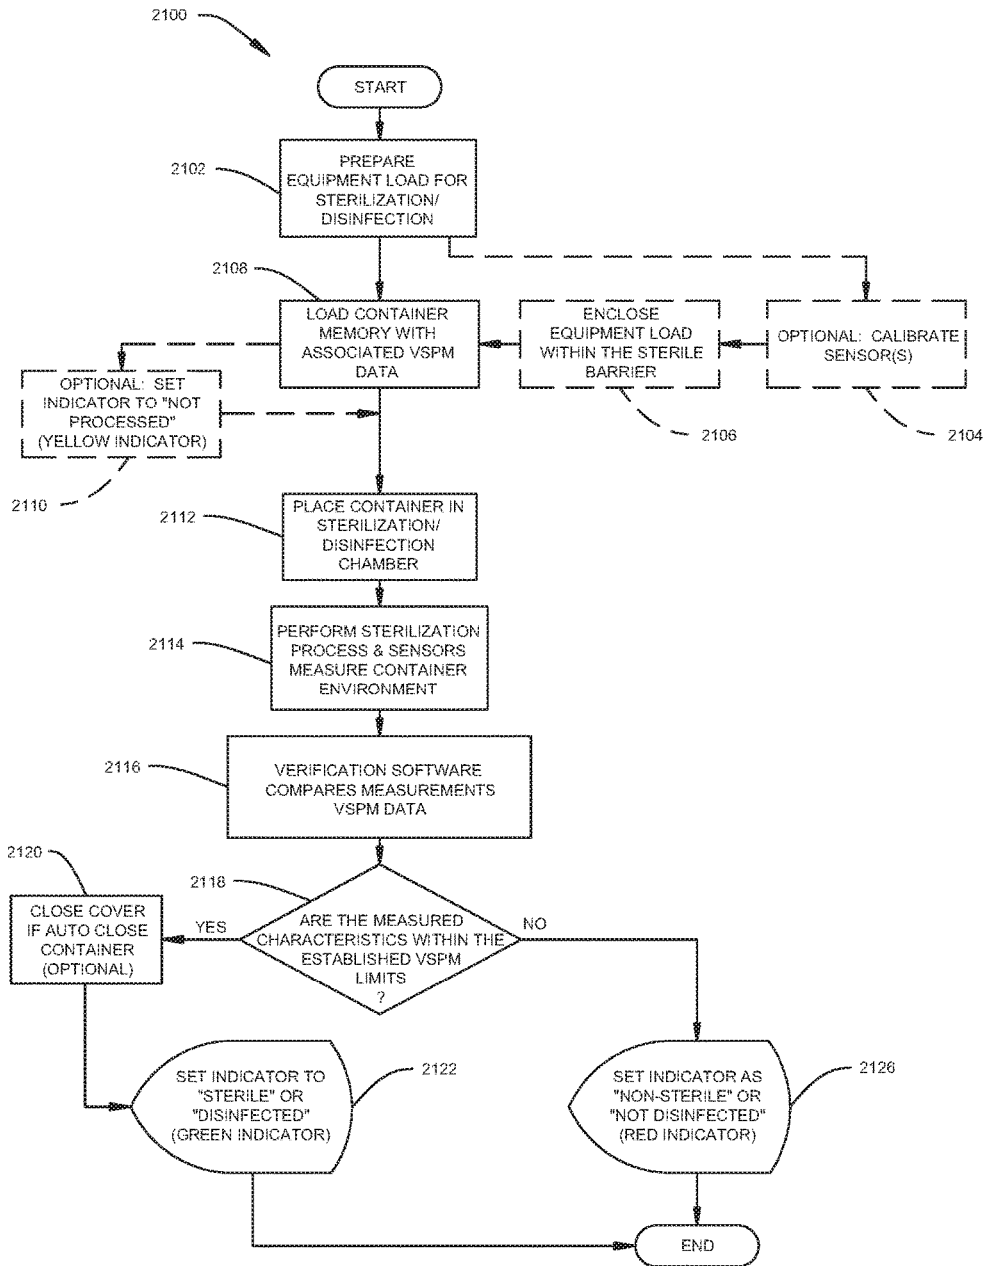 2100
START
2102
PREPARE
EQUIPMENT LOAD FOR
STERILIZATION/
DISINFECTION
2108
LOAD CONTAINER
MEMORY WITH
ASSOCIATED VSPM
DATA
ENCLOSE
EQUIPMENT LOAD
WITHIN THE STERILE
BARRIER
OPTIONAL: CALIBRATE
SENSOR(S)
OPTIONAL: SET
INDICATOR TO "NOT
PROCESSED"
(YELLOW INDICATOR)
2106
2104
2110
2112
PLACE CONTAINER IN
STERILIZATION/
DISINFECTION
CHAMBER
2114
PERFORM STERILIZATION
PROCESS & SENSORS
MEASURE CONTAINER
ENVIRONMENT
2116
VERIFICATION SOFTWARE
COMPARES MEASUREMENTS
VSPM DATA
2120
2118
CLOSE COVER
IF AUTO CLOSE
CONTAINER
(OPTIONAL)
YES
ARE THE MEASURED
CHARACTERISTICS WITHIN THE
ESTABLISHED VSPM
LIMITS
?
NO
SET INDICATOR TO
"STERILE" OR
"DISINFECTED"
(GREEN INDICATOR)
2122
SET INDICATOR AS
"NON-STERILE" OR
"NOT DISINFECTED"
(RED INDICATOR)
2126
END